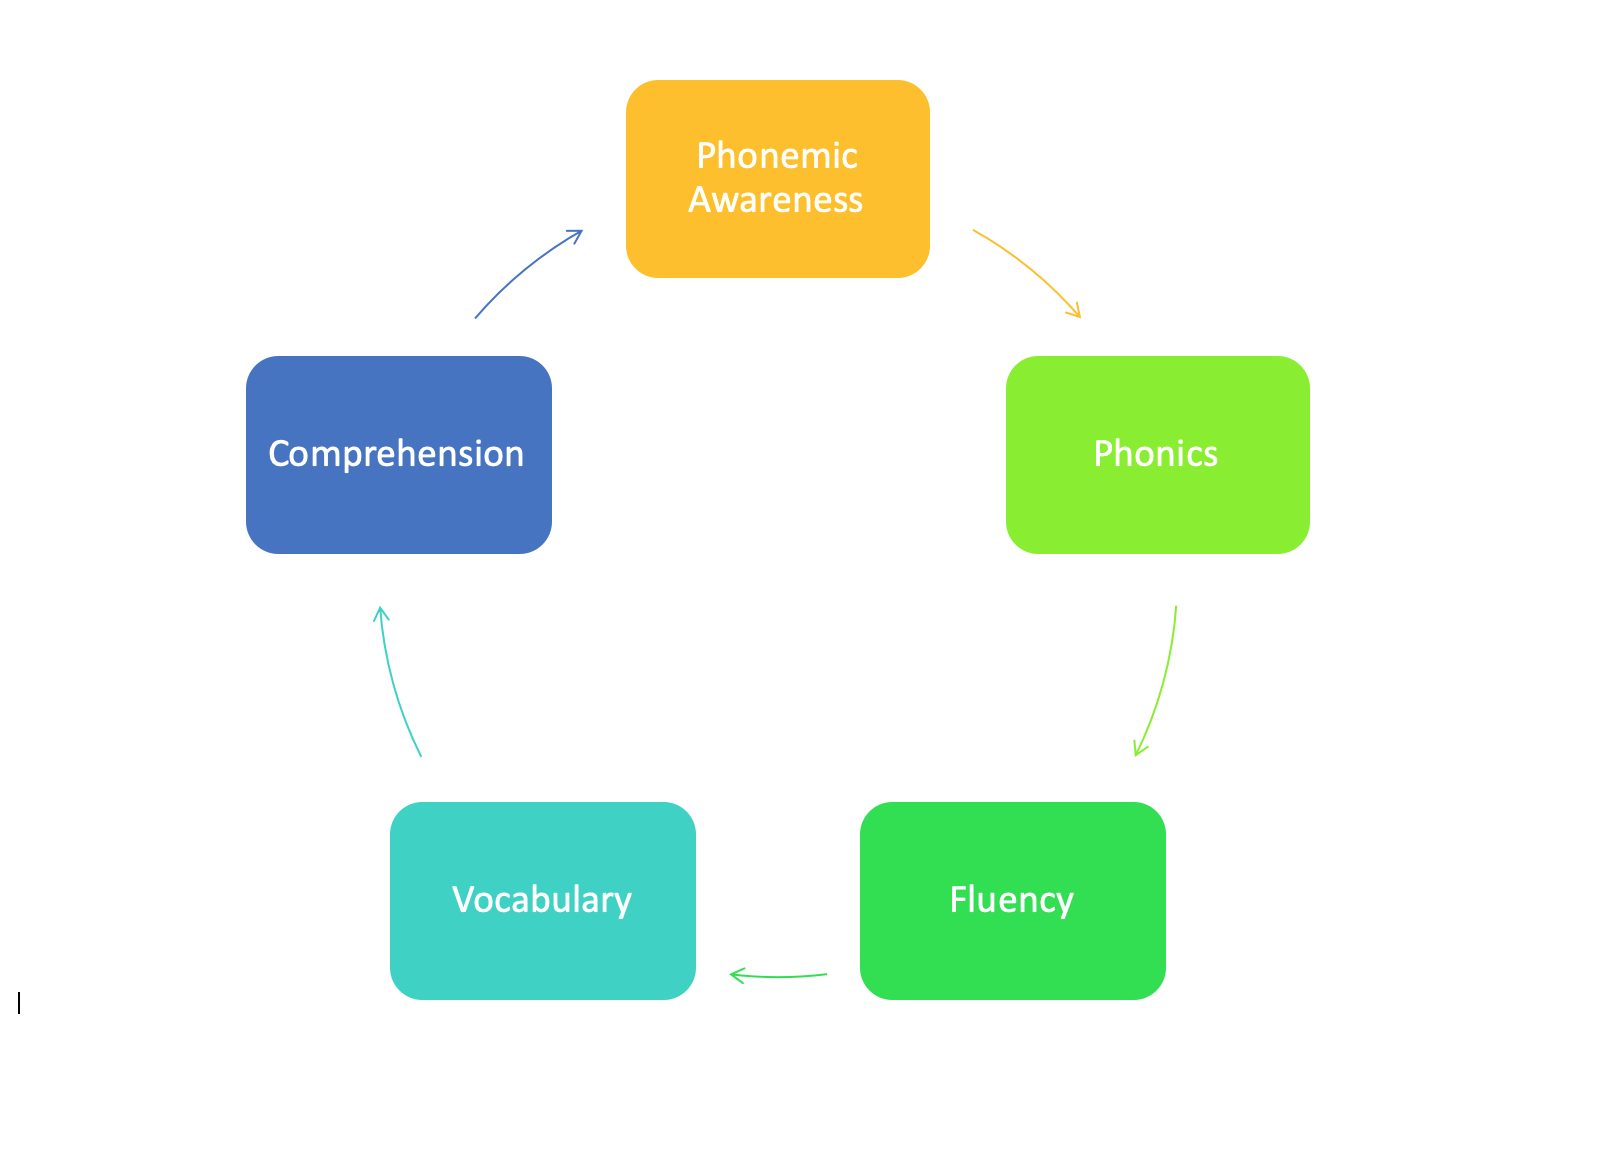 Phonemic
Awareness
Phonics
Fluency
Vocabulary
Comprehension